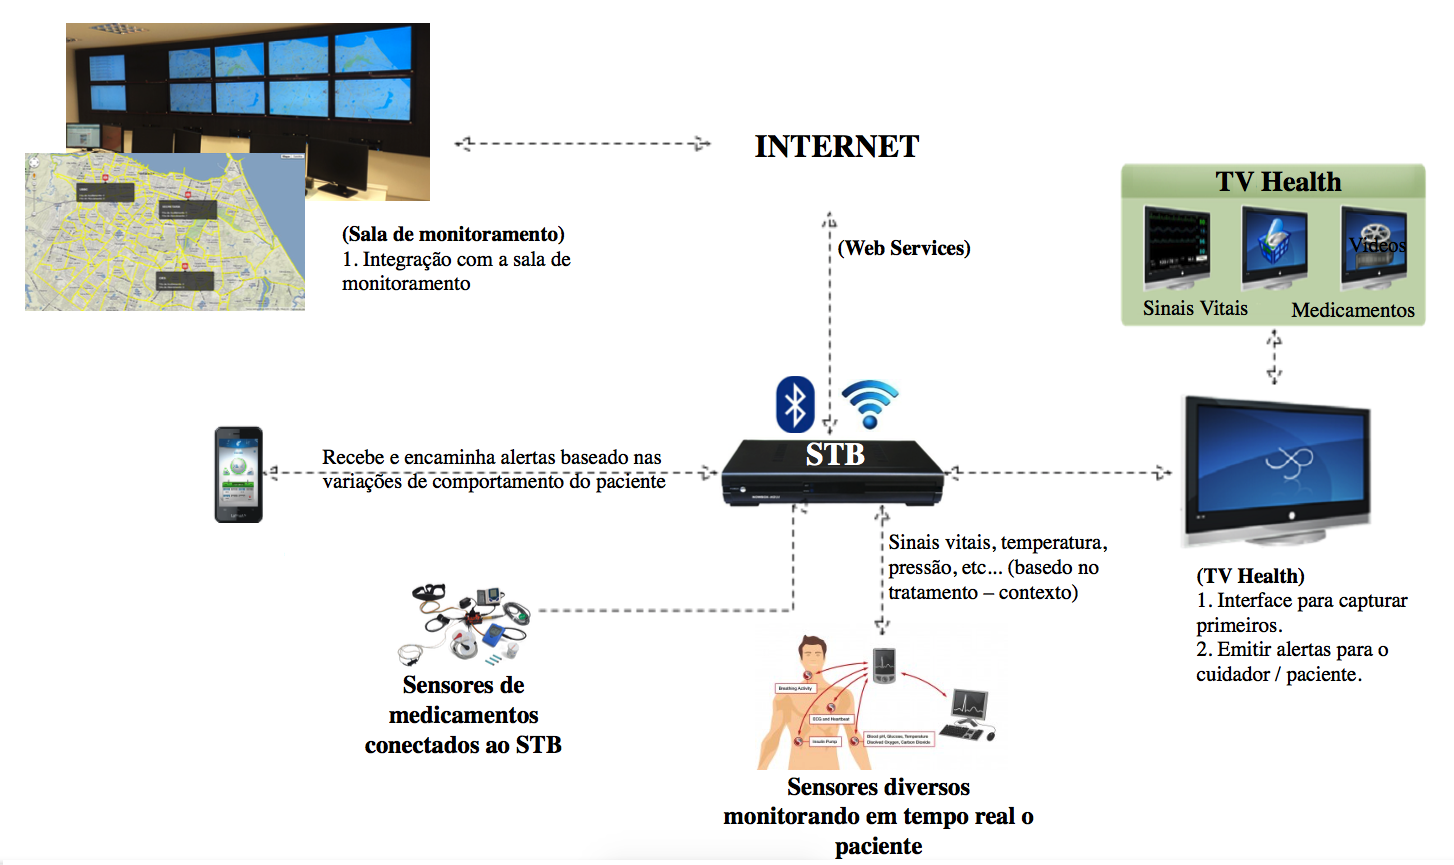 INTERNET
TV Health
Vídeos
Sinais Vitais
Medicamentos
(Sala de monitoramento)
1. Integração com a sala de
monitoramento
(Web Services)
STB
Recebe e encaminha alertas baseado nas
variações de comportamento do paciente
Sinais vitais, temperatura,
pressão, etc... (basedo no
tratamento – contexto)
(TV Health)
1. Interface para capturar
primeiros.
2. Emitir alertas para o
cuidador / paciente.
Sensores de
medicamentos
conectados ao STB
Breathing Activity
ECG and Heartbeat
Insulin Pump
Blood pH, Glucose, Temperature
Disolved Oxygen, Carbon Dioxide
Sensores diversos
monitorando em tempo real o
paciente